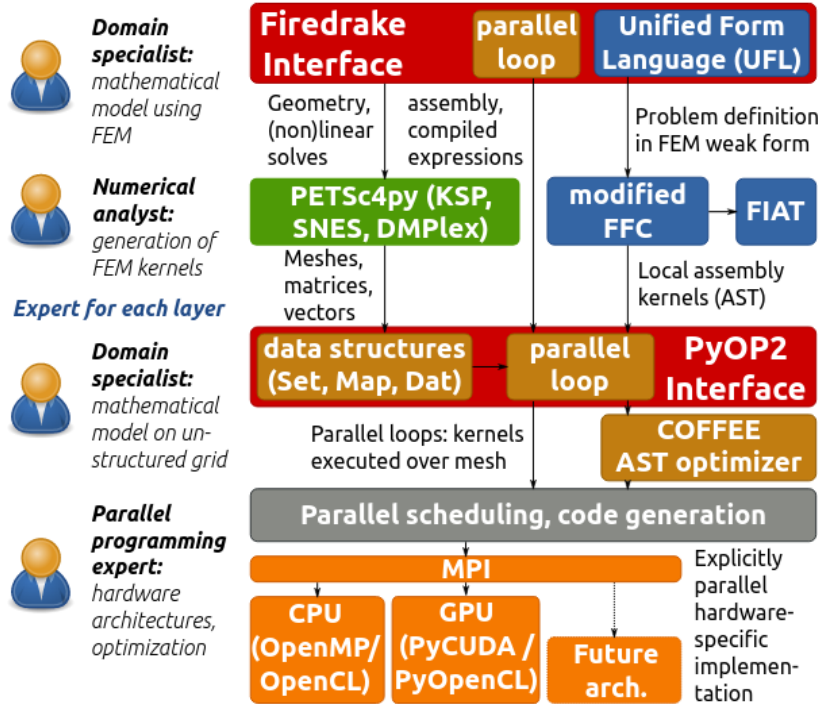 Domain
specialist:
mathematical
model using
FEM
Firedrake
Interface
parallel
loop
Unified Form
Language (UFL)
Geometry,
(non)linear
solves
assembly,
compiled
expressions
Problem definition
in FEM weak form
Numerical
analyst:
generation of
FEM kernels
PETSc4py (KSP,
SNES, DMPlex)
modified
FFC
FIAT
Meshes,
matrices,
vectors
Local assembly
kernels (AST)
Expert for each layer
Domain
specialist:
mathematical
model on un-
structured grid
data structures
(Set, Map, Dat)
parallel
loop
PyOP2
Interface
Parallel loops: kernels
executed over mesh
COFFEE
AST optimizer
Parallel
programming
expert:
hardware
architectures,
optimization
Parallel scheduling, code generation
MPI
CPU
(OpenMP/
OpenCL)
GPU
(PyCUDA /
PyOpenCL)
Future
arch.
Explicitly
parallel
hardware-
specific
implemen-
tation